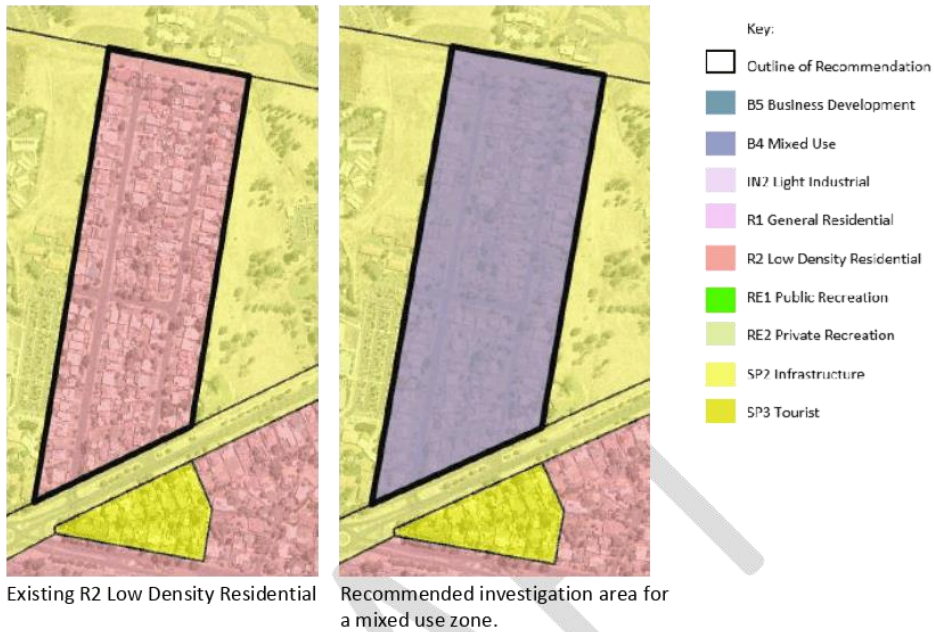 Key:
Outline of Recommendation
B5 Business Development
B4 Mixed Use
IN2 Light Industrial
R1 General Residential
R2 Low Density Residential
RE1 Public Recreation
RE2 Private Recreation
SP2 Infrastructure
SP3 Tourist
Existing R2 Low Density Residential
Recommended investigation area for
a mixed use zone.